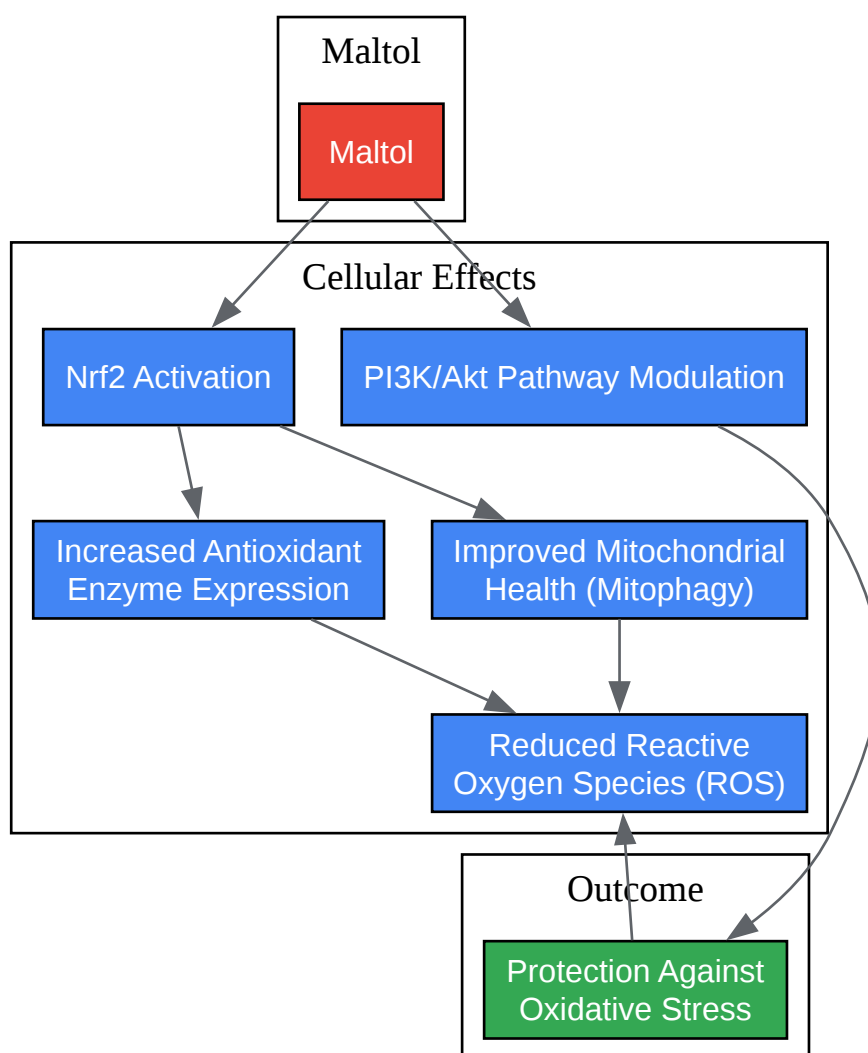 Maltol
Maltol
Cellular Effects
Nrf2 Activation
PI3K/Akt Pathway Modulation
Increased Antioxidant
Enzyme Expression
Improved Mitochondrial
Health (Mitophagy)
Reduced Reactive
Oxygen Species (ROS)
Outcome
Protection Against
Oxidative Stress